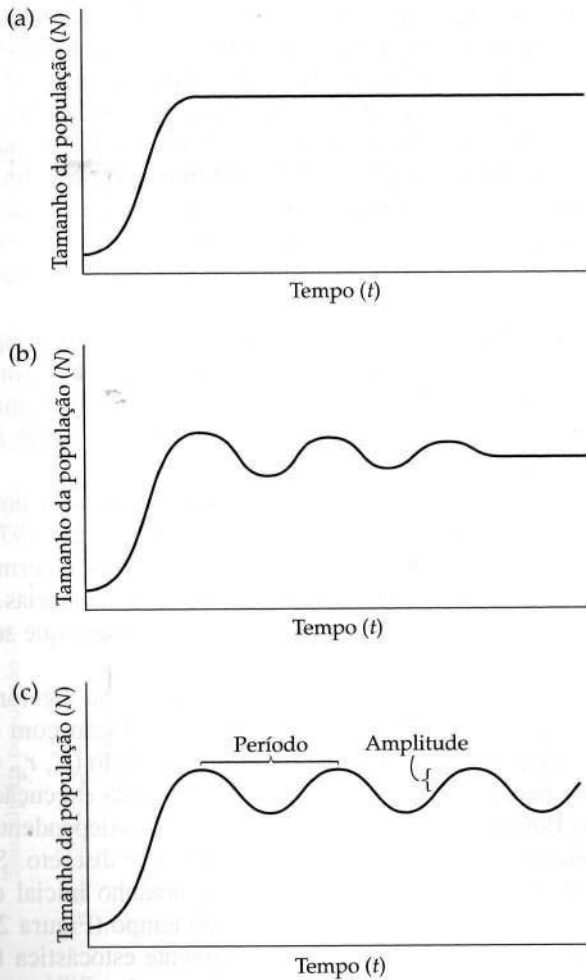 (a)
Tamanho da população (N)
Tempo (t)
(b)
Tamanho da população (N)
Tempo (t)
(c)
Tamanho da população (N)
Período
Amplitude
Tempo (t)